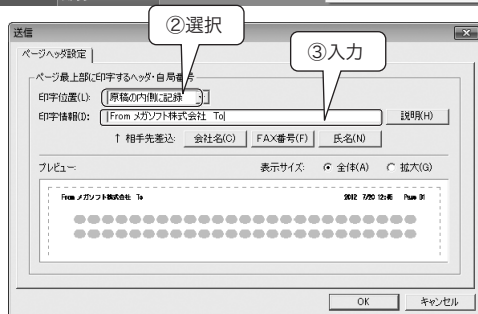 ②選択
送信
③入力
ページヘッダ設定
ページ最上部に印字するヘッダ・自局番号
印字位置(L): 原稿の内側に記録
印字情報(D): From メガソフト株式会社 To 説明(H)
↑ 相手先差込: 会社名(C) FAX番号(F) 氏名(N)
プレビュー: 表示サイズ: 全体(A) 拡大(G)
From メガソフト株式会社 To 2012 7/20 12:45 Page 01
OK キャンセル